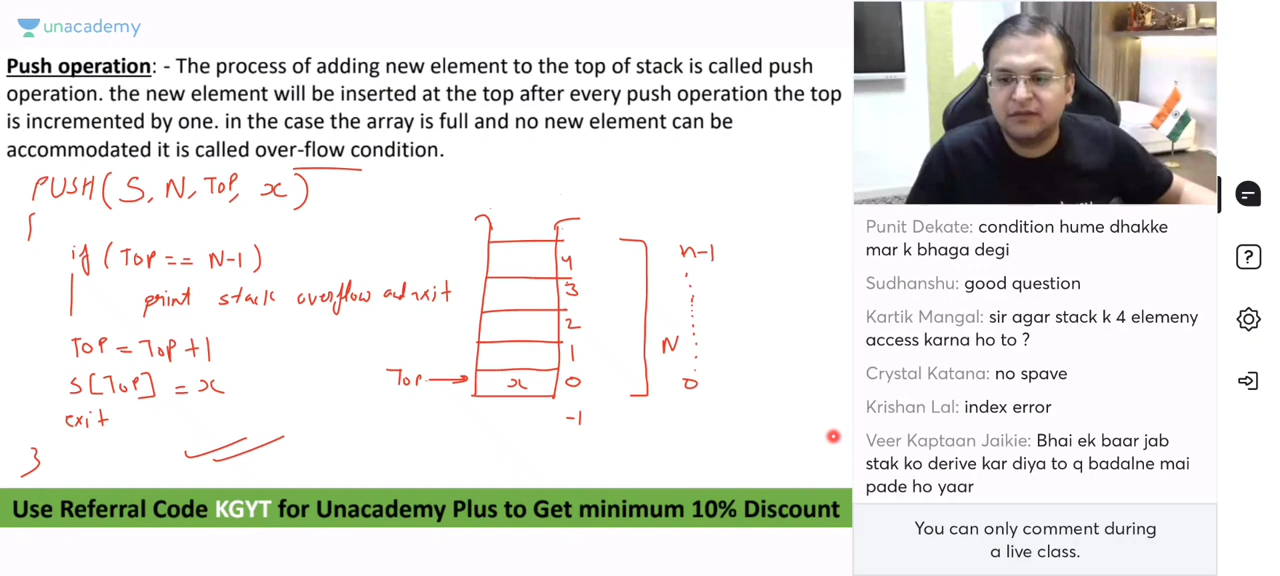 unacademy
Push operation: - The process of adding new element to the top of stack is called push
operation. the new element will be inserted at the top after every push operation the top
is incremented by one. in the case the array is full and no new element can be
accommodated it is called over-flow condition.
PUSH(S, N, TOP, x)
{
if (TOP == N-1)
print stack overflow and exit
TOP = TOP+1
S[TOP] = x
exit
}
4
3
2
1
Top → x 0
-1
N
n-1
0
Use Referral Code KGYT for Unacademy Plus to Get minimum 10% Discount
Punit Dekate: condition hume dhakke
mar k bhaga degi
Sudhanshu: good question
Kartik Mangal: sir agar stack k 4 elemeny
access karna ho to ?
Crystal Katana: no spave
Krishan Lal: index error
Veer Kaptaan Jaikie: Bhai ek baar jab
stak ko derive kar diya to q badalne mai
pade ho yaar
You can only comment during
a live class.